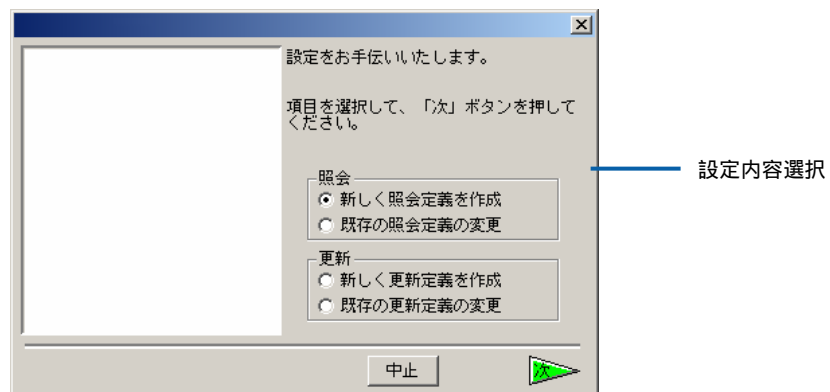 設定をお手伝いいたします。
項目を選択して、「次」ボタンを押して
ください。
設定内容選択
照会
新しく照会定義を作成
既存の照会定義の変更
更新
新しく更新定義を作成
既存の更新定義の変更
中止
次